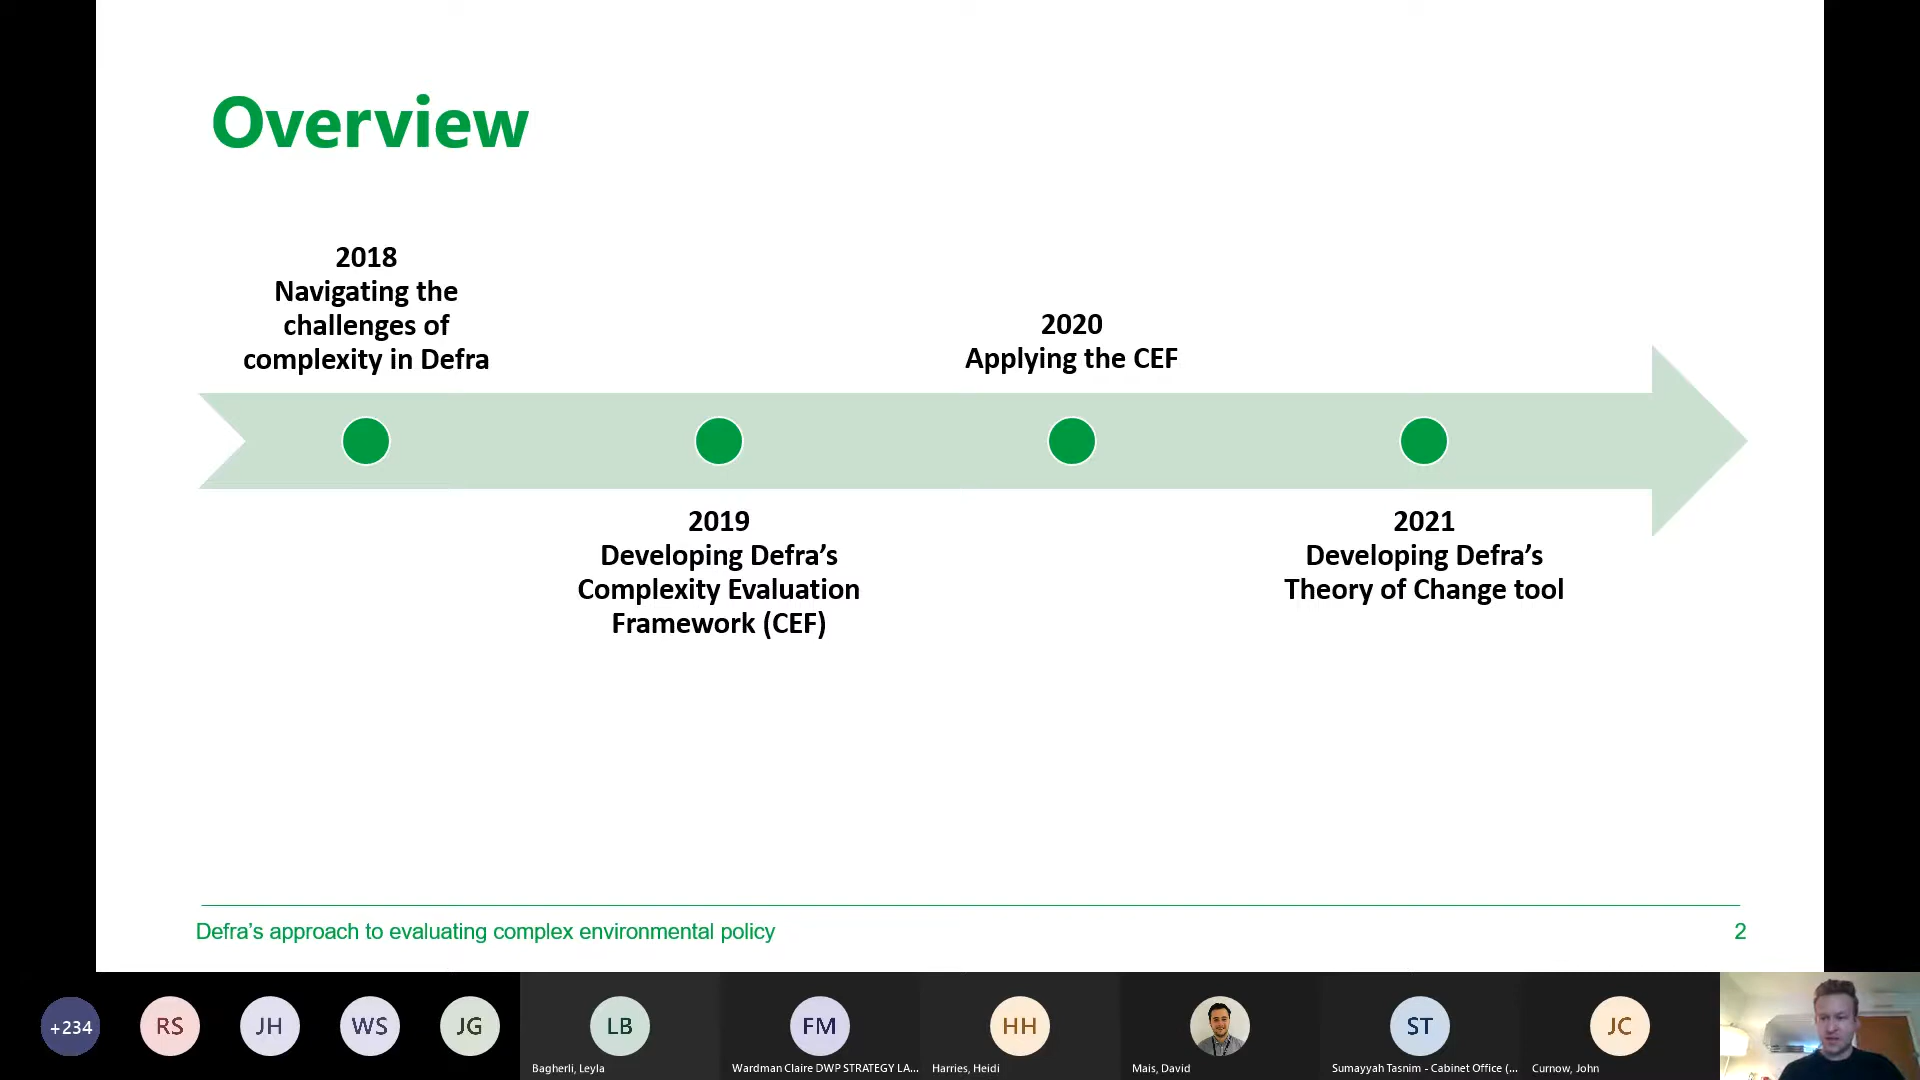 Overview
2018
Navigating the
challenges of
complexity in Defra
2020
Applying the CEF
2019
Developing Defra’s
Complexity Evaluation
Framework (CEF)
2021
Developing Defra’s
Theory of Change tool
Defra’s approach to evaluating complex environmental policy
2
+234
RS
JH
WS
JG
LB
FM
HH
ST
JC
Bagherli, Leyla
Wardman Claire DWP STRATEGY LA...
Harries, Heidi
Mais, David
Sumayyah Tasnim - Cabinet Office (...
Curnow, John